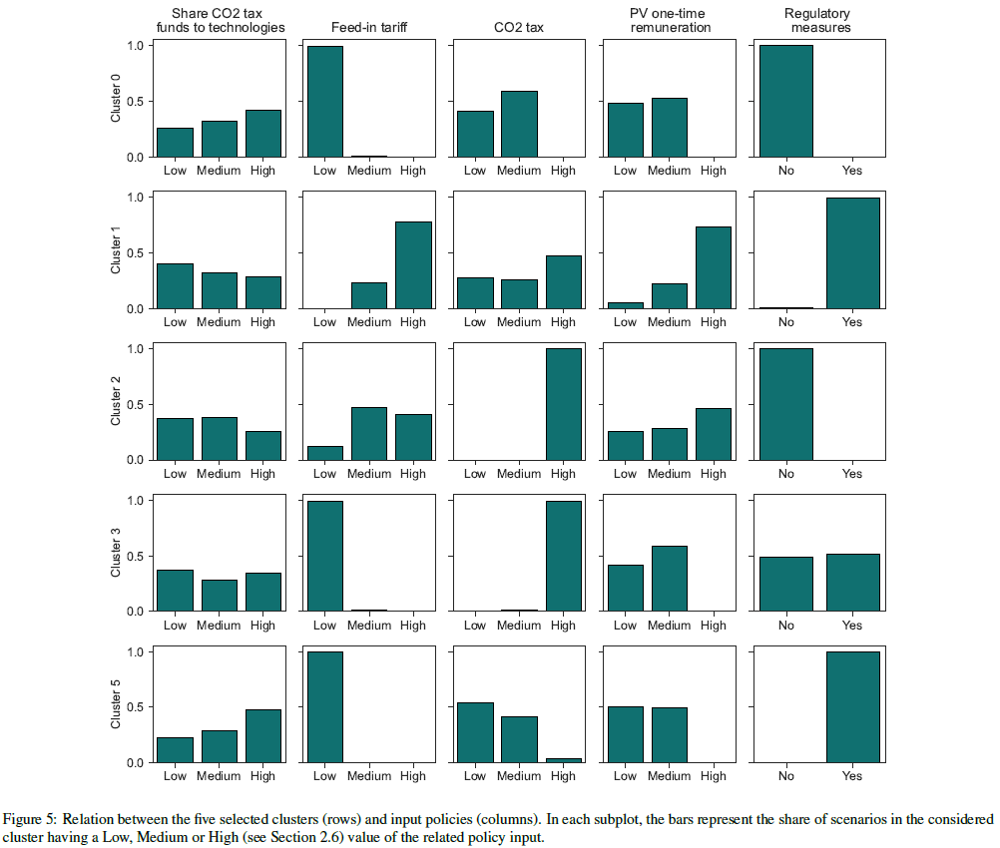 Share CO2 tax
funds to technologies
Feed-in tariff
CO2 tax
PV one-time
remuneration
Regulatory
measures
Cluster 0
1.0
0.5
0.0
Low Medium High
Low Medium High
Low Medium High
Low Medium High
No Yes
Cluster 1
1.0
0.5
0.0
Low Medium High
Low Medium High
Low Medium High
Low Medium High
No Yes
Cluster 2
1.0
0.5
0.0
Low Medium High
Low Medium High
Low Medium High
Low Medium High
No Yes
Cluster 3
1.0
0.5
0.0
Low Medium High
Low Medium High
Low Medium High
Low Medium High
No Yes
Cluster 5
1.0
0.5
0.0
Low Medium High
Low Medium High
Low Medium High
Low Medium High
No Yes
Figure 5: Relation between the five selected clusters (rows) and input policies (columns). In each subplot, the bars represent the share of scenarios in the considered
cluster having a Low, Medium or High (see Section 2.6) value of the related policy input.